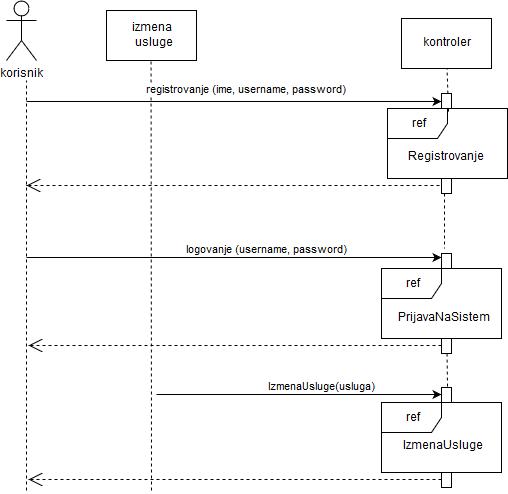 korisnik
izmena
usluge
kontroler
registrovanje (ime, username, password)
ref
Registrovanje
logovanje (username, password)
ref
PrijavaNaSistem
IzmenaUsluge(usluga)
ref
IzmenaUsluge